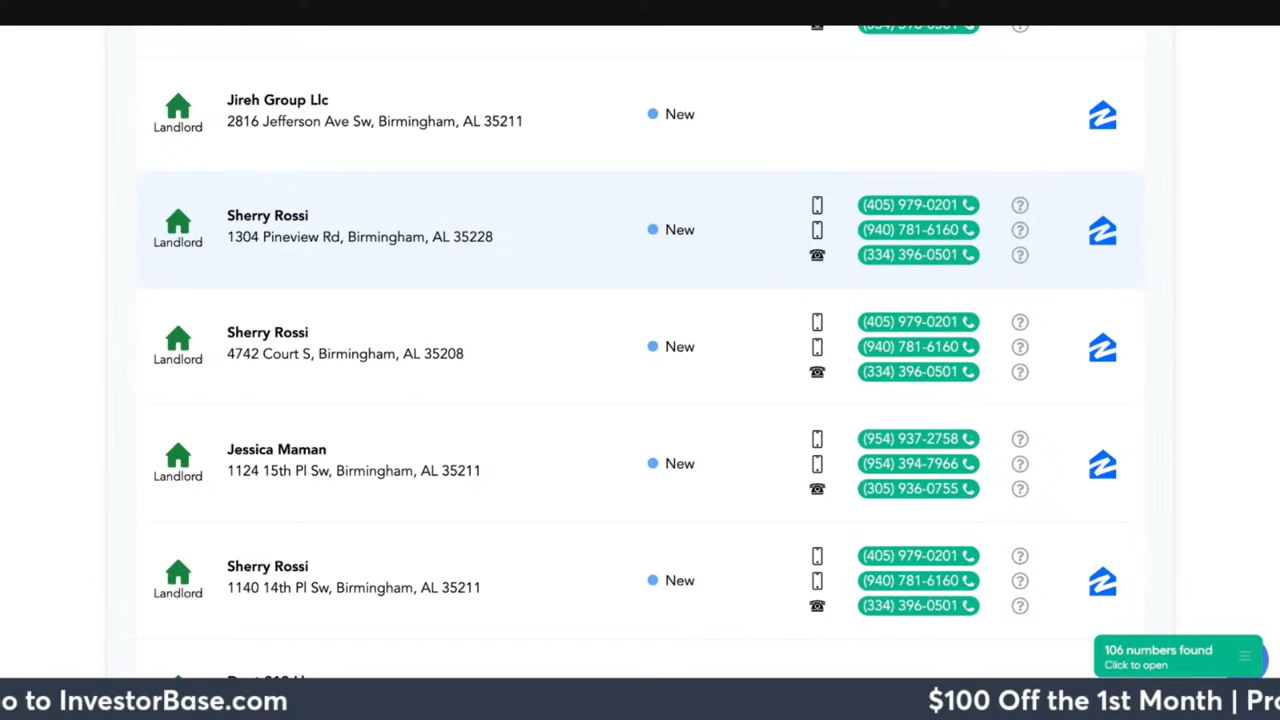 Jireh Group Llc
2816 Jefferson Ave Sw, Birmingham, AL 35211
Landlord
New
Sherry Rossi
1304 Pineview Rd, Birmingham, AL 35228
Landlord
New
(405) 979-0201
(940) 781-6160
(334) 396-0501
Sherry Rossi
4742 Court S, Birmingham, AL 35208
Landlord
New
(405) 979-0201
(940) 781-6160
(334) 396-0501
Jessica Maman
1124 15th Pl Sw, Birmingham, AL 35211
Landlord
New
(954) 937-2758
(954) 394-7966
(305) 936-0755
Sherry Rossi
1140 14th Pl Sw, Birmingham, AL 35211
Landlord
New
(405) 979-0201
(940) 781-6160
(334) 396-0501
106 numbers found
Click to open
o to InvestorBase.com
$100 Off the 1st Month | Pro